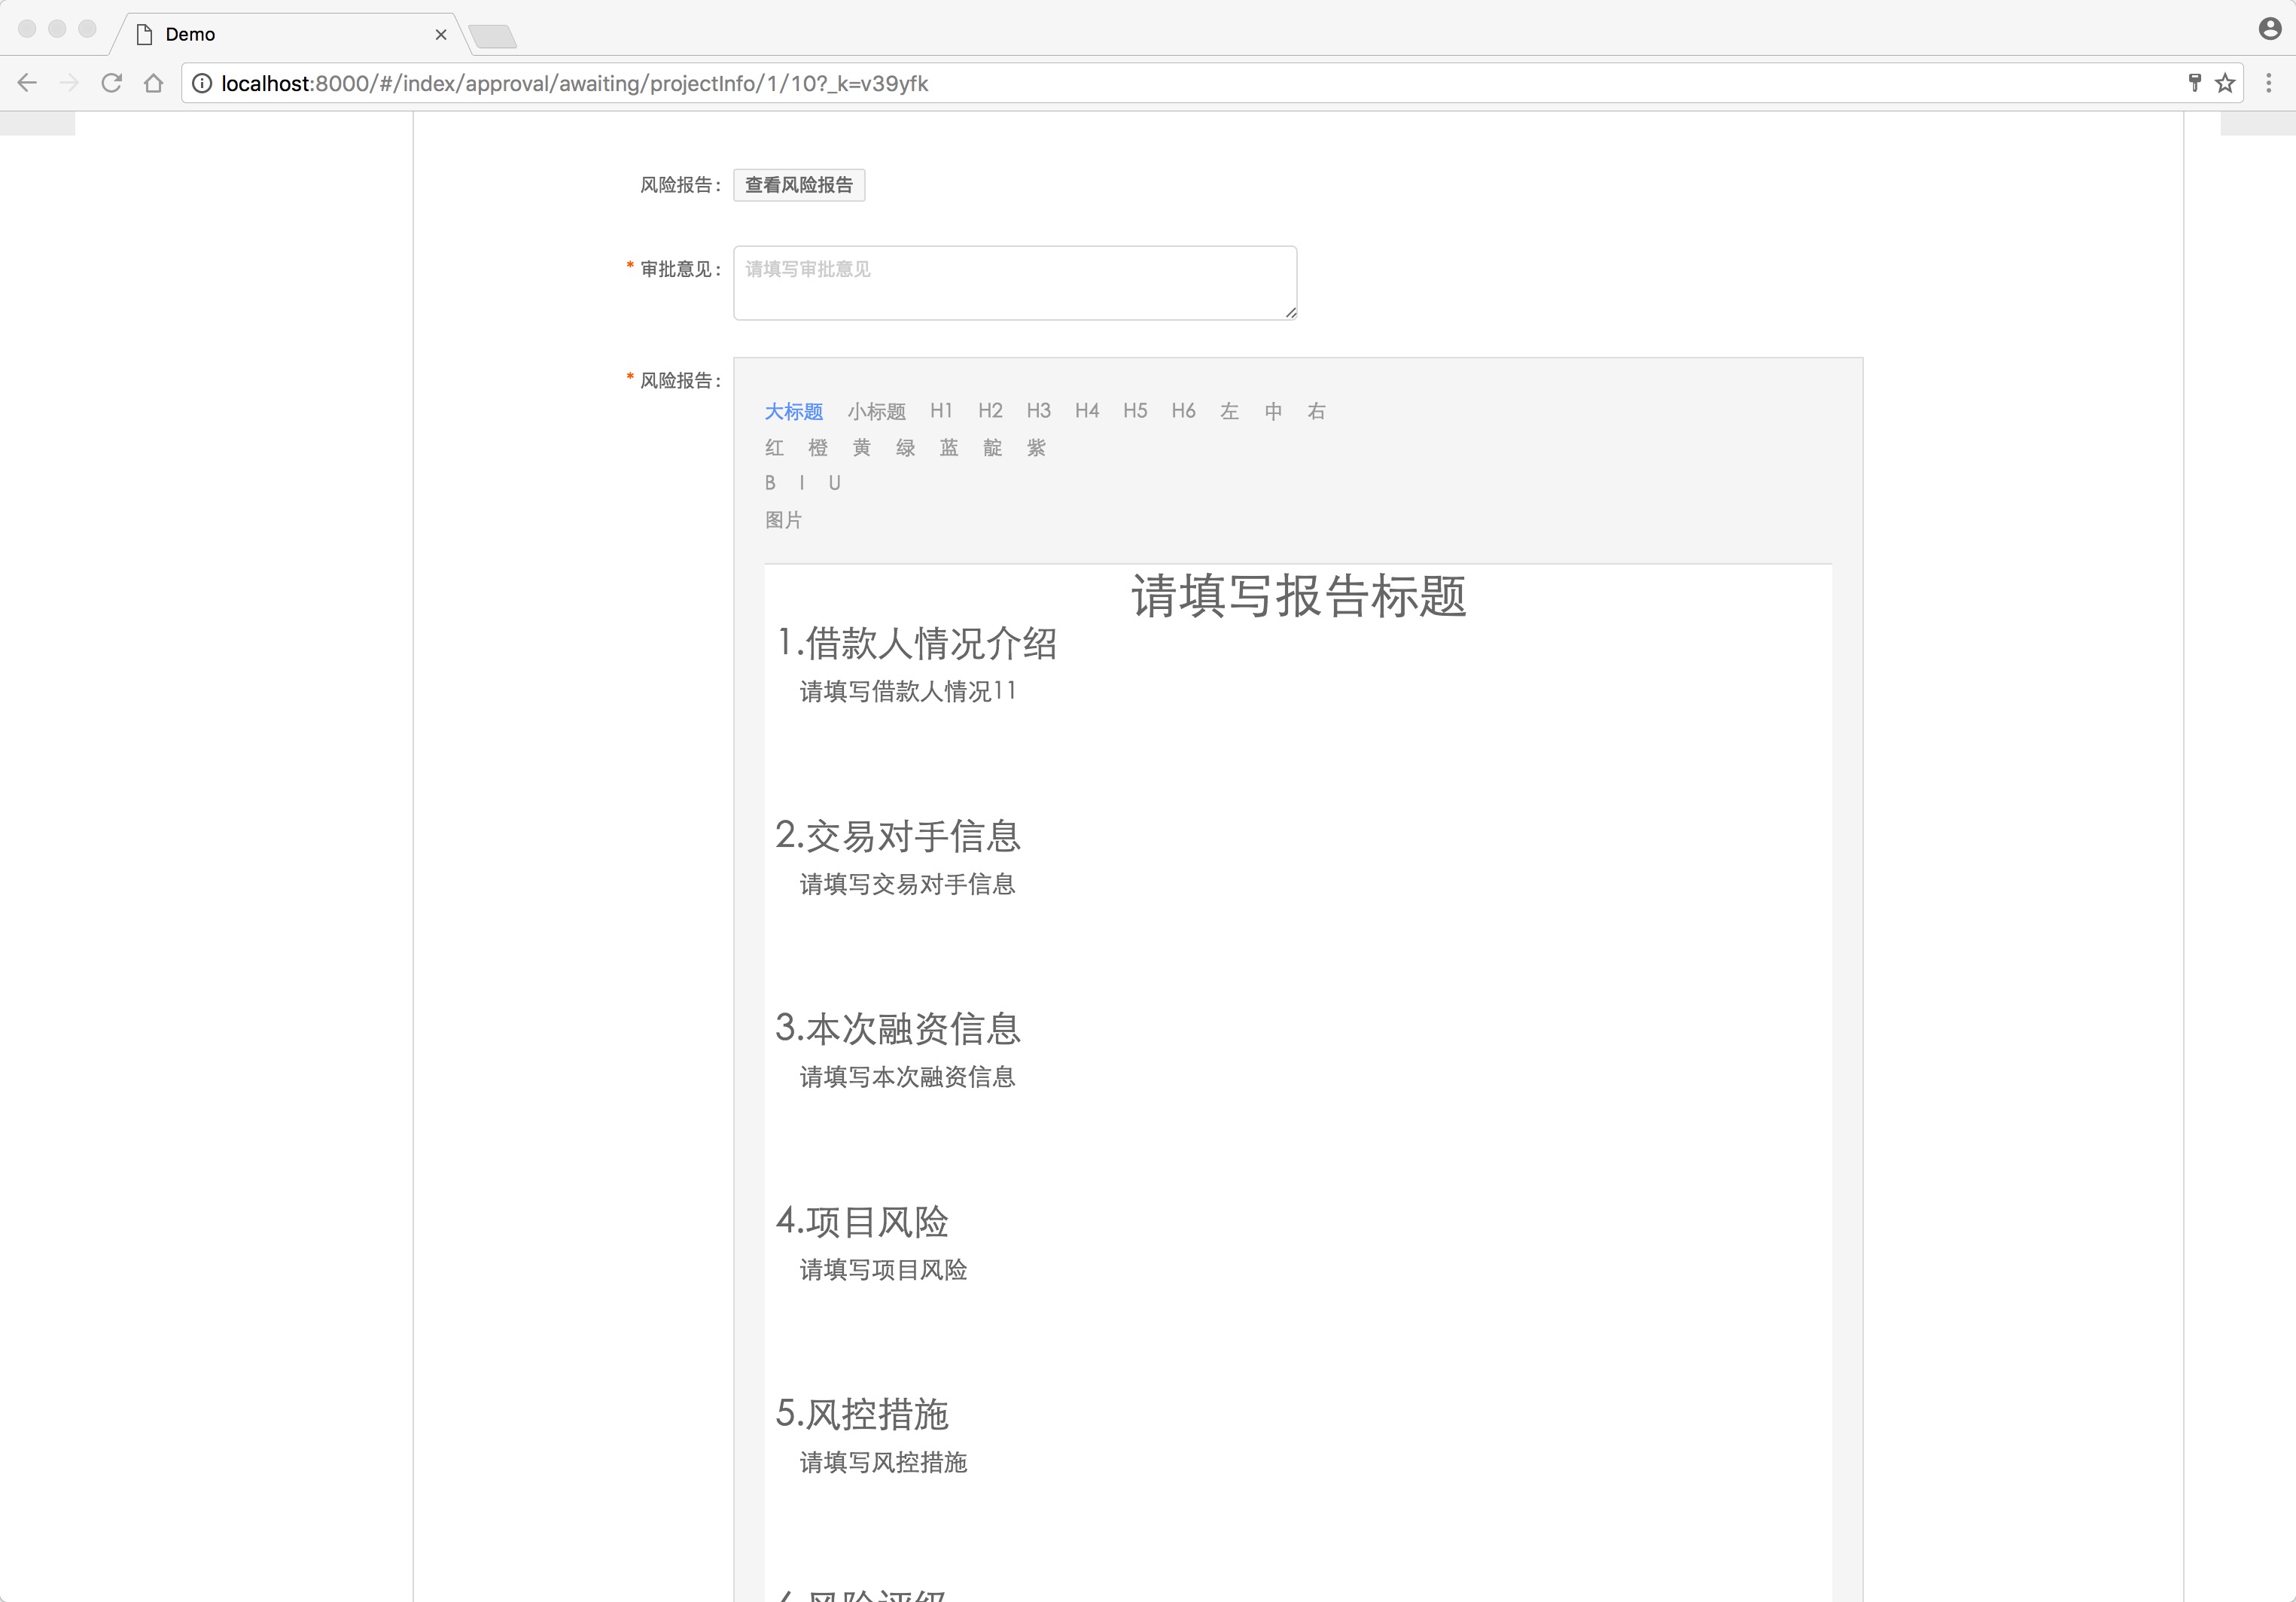 Demo
localhost:8000/#/index/approval/awaiting/projectInfo/1/10?_k=v39yfk
风险报告: 查看风险报告
* 审批意见: 请填写审批意见
* 风险报告:
大标题 小标题 H1 H2 H3 H4 H5 H6 左 中 右
红 橙 黄 绿 蓝 靛 紫
B I U
图片
请填写报告标题
1.借款人情况介绍
请填写借款人情况11
2.交易对手信息
请填写交易对手信息
3.本次融资信息
请填写本次融资信息
4.项目风险
请填写项目风险
5.风控措施
请填写风控措施
6.风险评级